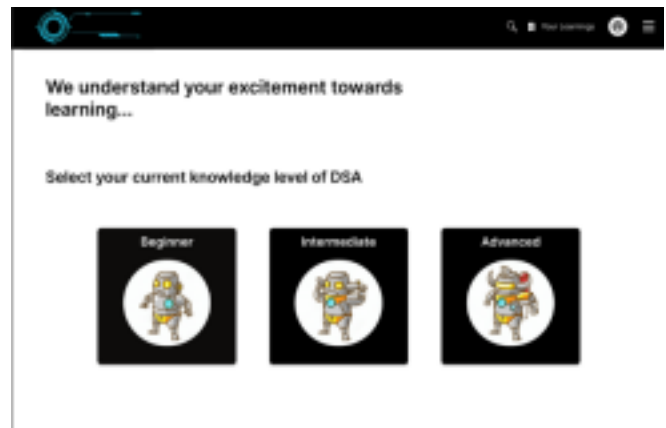 Your Learnings
We understand your excitement towards
learning...
Select your current knowledge level of DSA
Beginner
Intermediate
Advanced